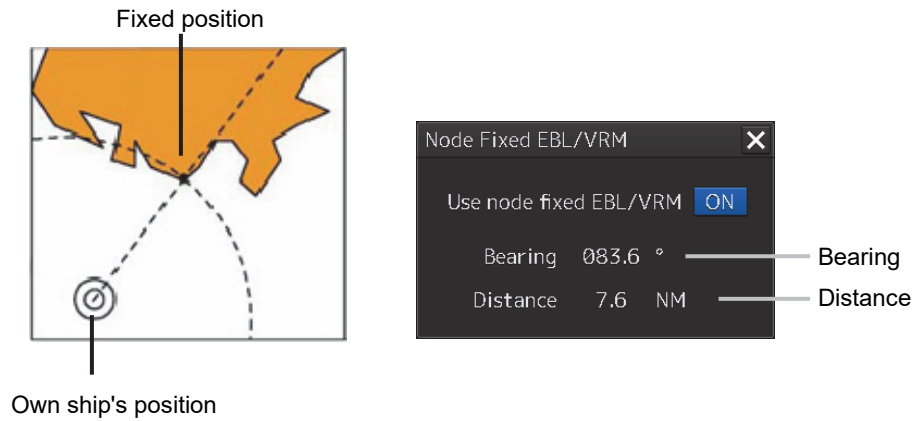 Fixed position
Own ship's position
Node Fixed EBL/VRM
Use node fixed EBL/VRM ON
Bearing 083.6 ° Bearing
Distance 7.6 NM Distance